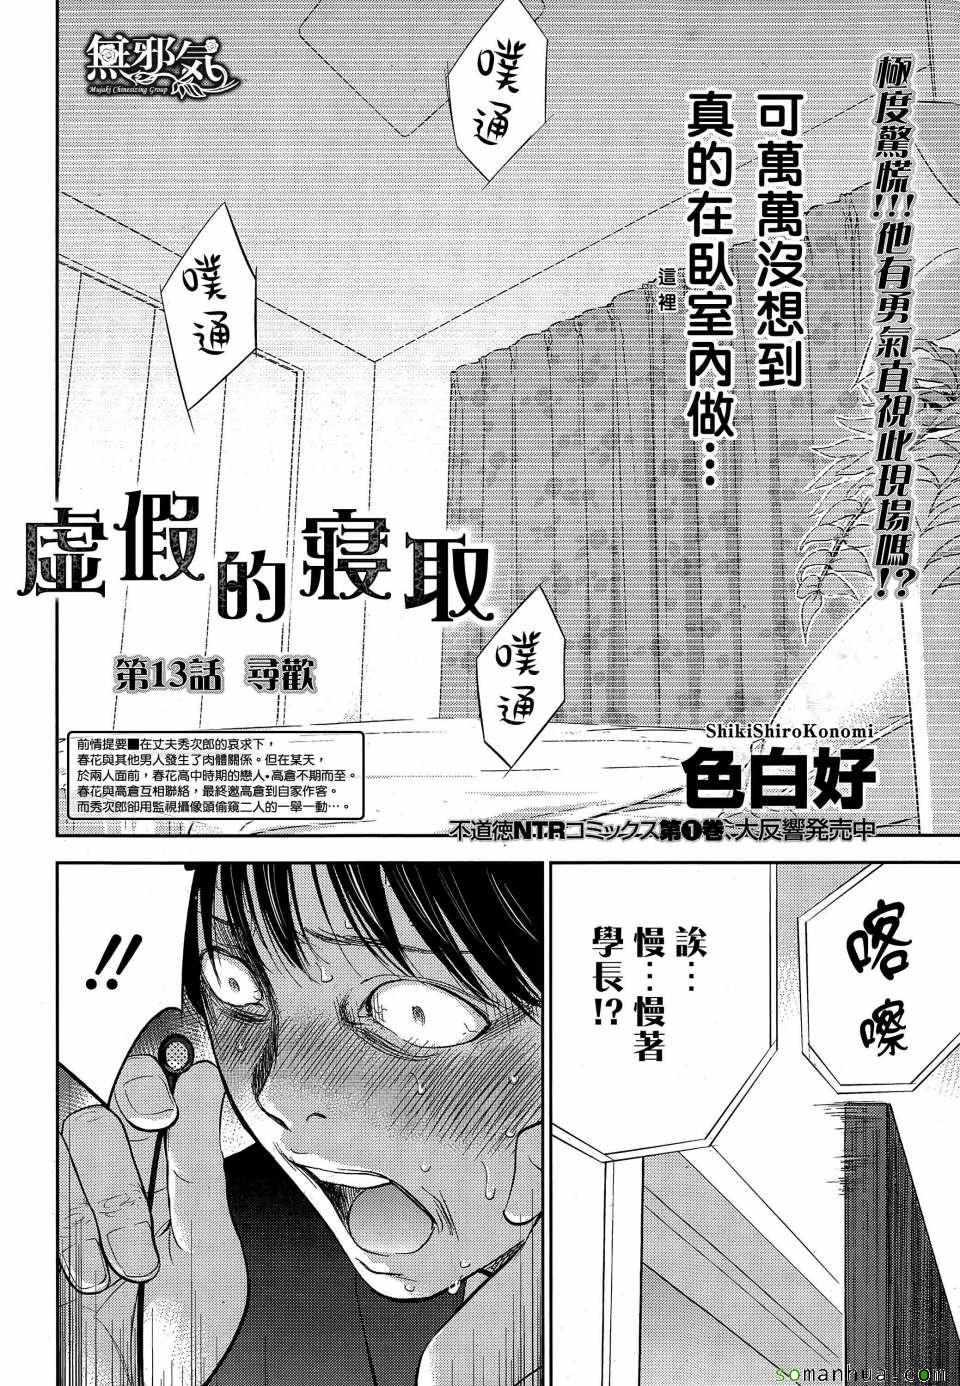 極度驚慌!!!他有勇氣直視此現場嗎!?
可萬萬沒想到
真的在臥室內做…
這裡
噗通
噗通
噗通
無邪気
Mujaki Chinesizing Group
虛假的寢取
第13話 尋歡
前情提要■在丈夫秀次郎的哀求下，
春花與其他男人發生了肉體關係。但在某天，
於兩人面前，春花高中時期的戀人・高倉不期而至。
春花與高倉互相聯絡，最終邀高倉到自家作客。
而秀次郎卻用監視攝像頭偷窺二人的一舉一動…。
ShikiShiroKonomi
色白好
不道徳N.T.Rコミックス第❶巻、大反響発売中
喀嚓
誒…
慢…慢著
學長!?
!!
somanhua.com